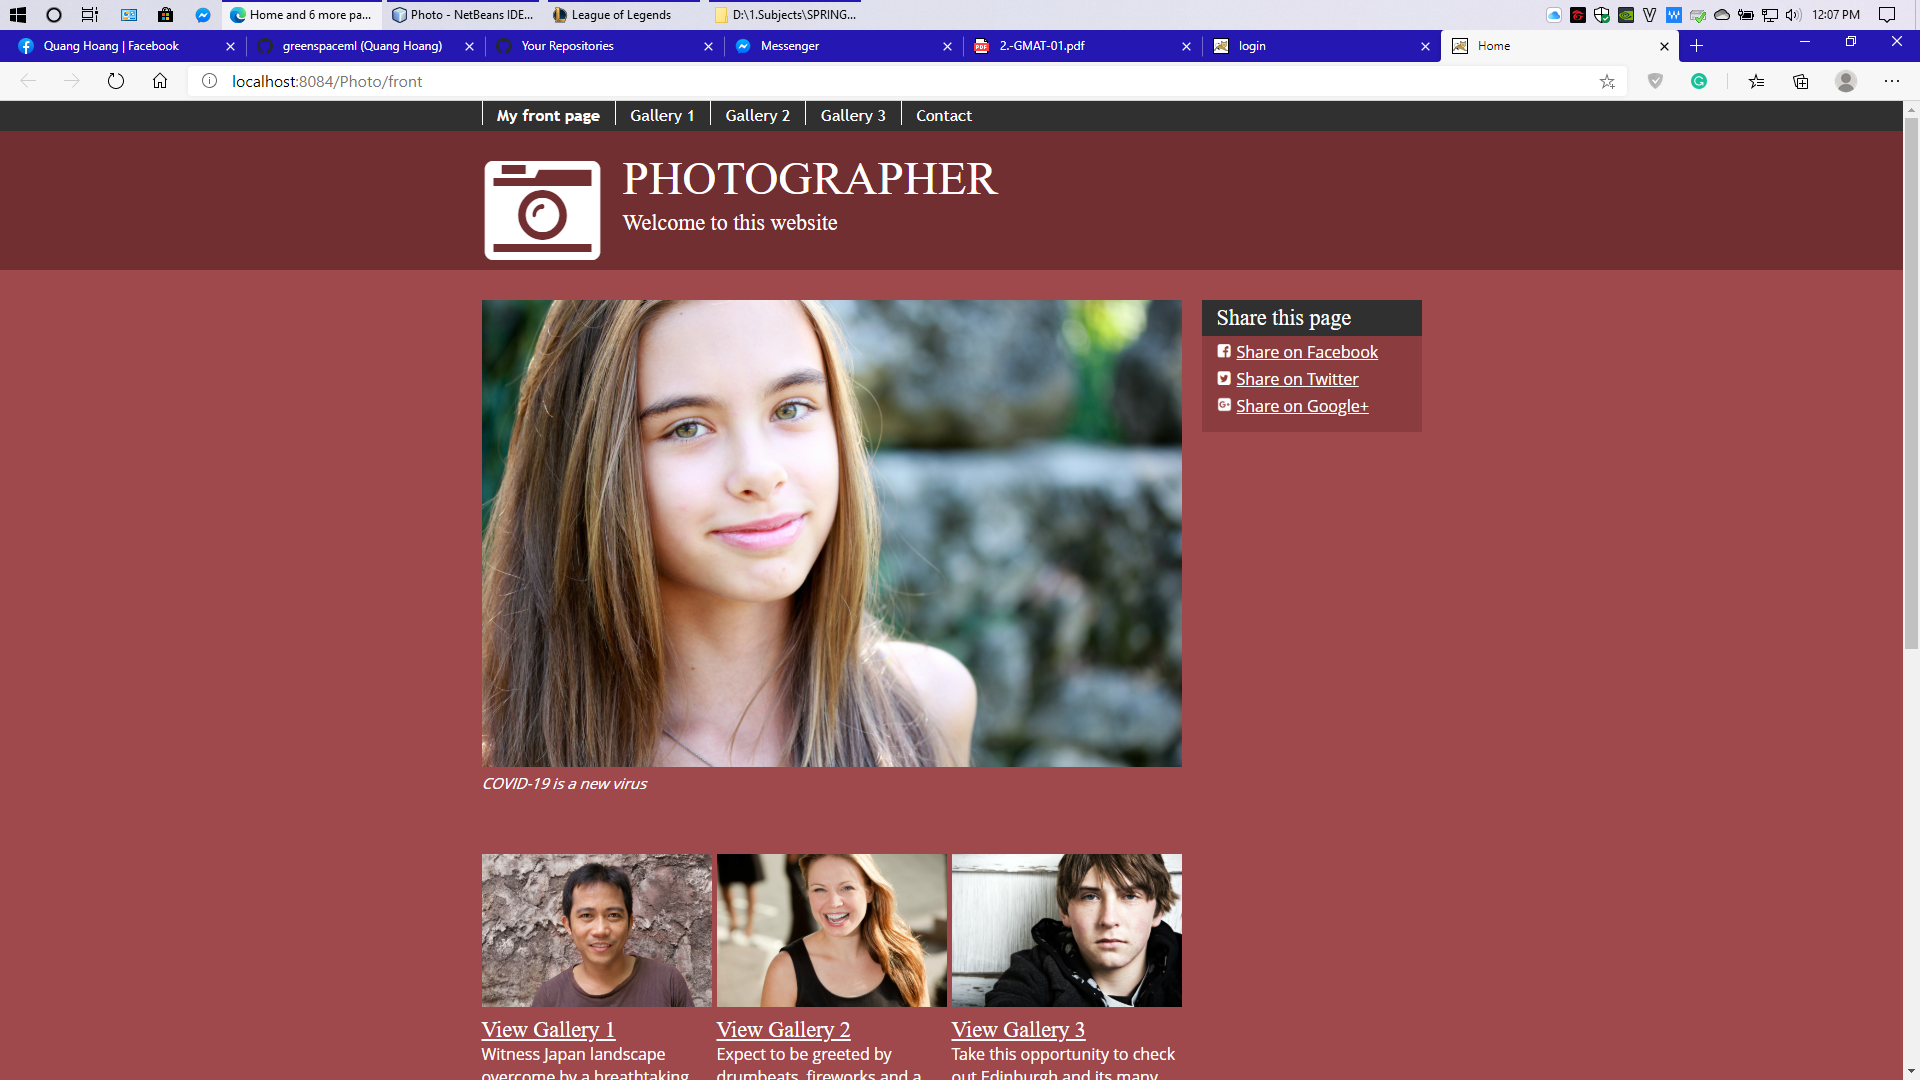 Home and 6 more pa...
Photo - NetBeans IDE...
League of Legends
D:\1.Subjects\SPRING...
12:07 PM
Quang Hoang | Facebook
greenspaceml (Quang Hoang)
Your Repositories
Messenger
2.-GMAT-01.pdf
login
Home
localhost:8084/Photo/front
My front page
Gallery 1
Gallery 2
Gallery 3
Contact
PHOTOGRAPHER
Welcome to this website
Share this page
Share on Facebook
Share on Twitter
Share on Google+
COVID-19 is a new virus
View Gallery 1
Witness Japan landscape
overcome by a breathtaking
View Gallery 2
Expect to be greeted by
drumbeats, fireworks and a
View Gallery 3
Take this opportunity to check
out Edinburgh and its many